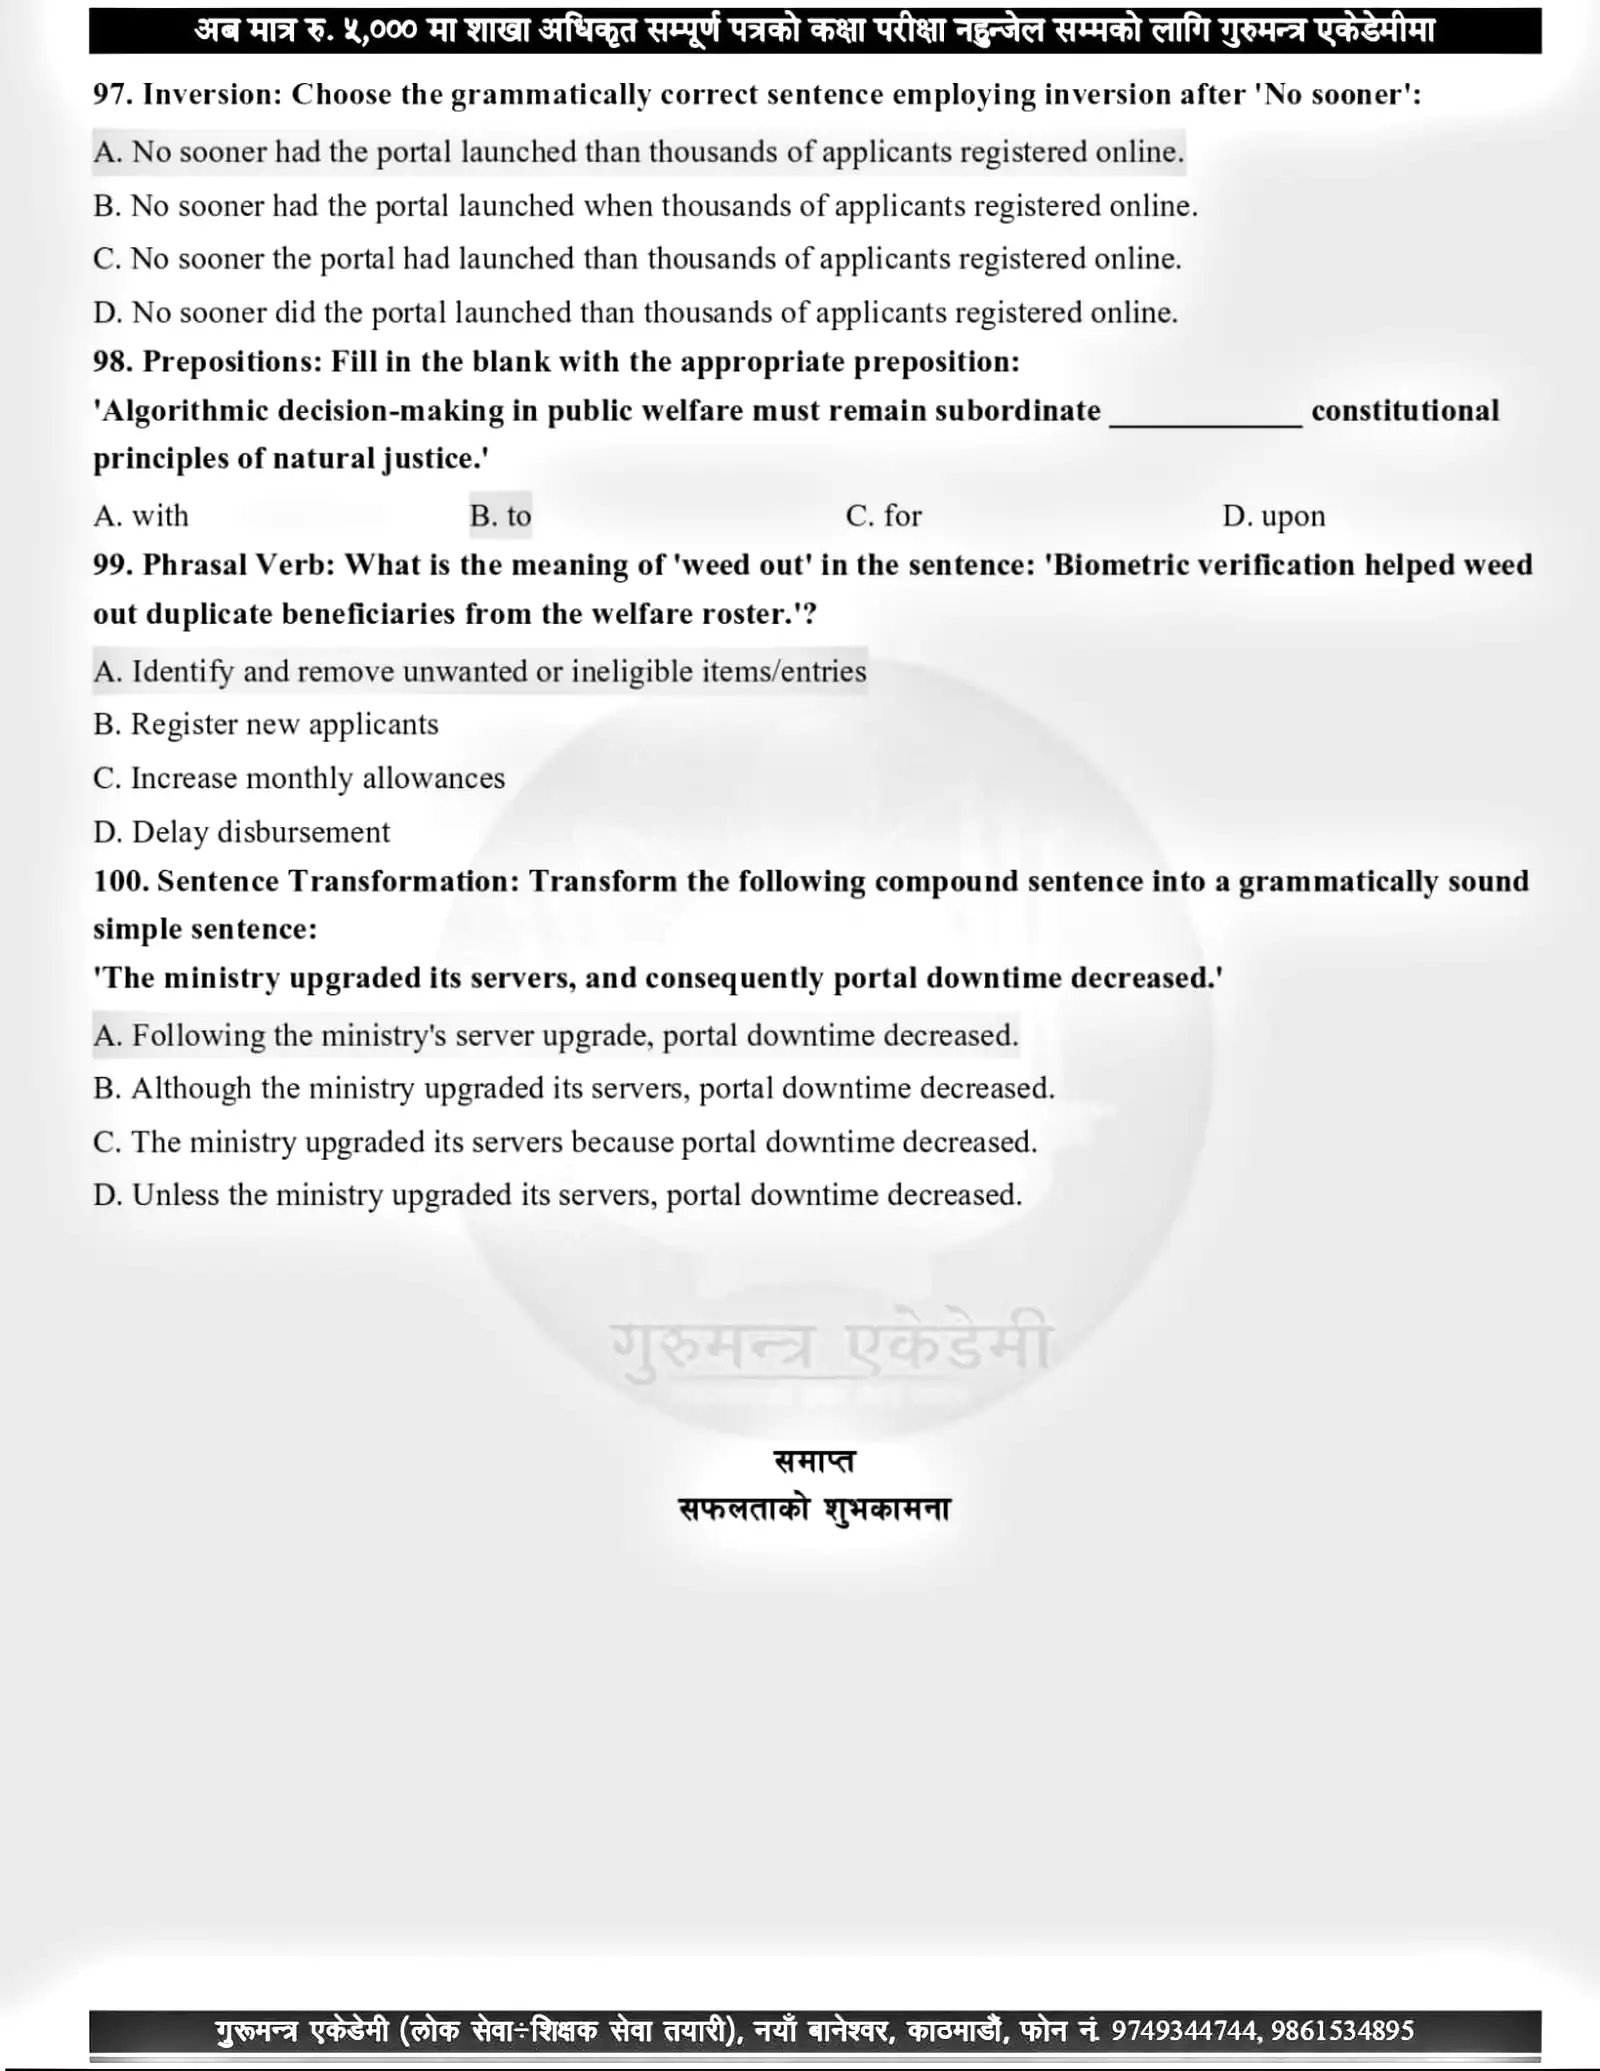 अब मात्र रु. ५,००० मा शाखा अधिकृत सम्पूर्ण पत्रको कक्षा परीक्षा नहुन्जेल सम्मको लागि गुरुमन्त्र एकेडेमीमा
97. Inversion: Choose the grammatically correct sentence employing inversion after 'No sooner':
A. No sooner had the portal launched than thousands of applicants registered online.
B. No sooner had the portal launched when thousands of applicants registered online.
C. No sooner the portal had launched than thousands of applicants registered online.
D. No sooner did the portal launched than thousands of applicants registered online.
98. Prepositions: Fill in the blank with the appropriate preposition:
'Algorithmic decision-making in public welfare must remain subordinate ____________ constitutional
principles of natural justice.'
A. with B. to C. for D. upon
99. Phrasal Verb: What is the meaning of 'weed out' in the sentence: 'Biometric verification helped weed
out duplicate beneficiaries from the welfare roster.'?
A. Identify and remove unwanted or ineligible items/entries
B. Register new applicants
C. Increase monthly allowances
D. Delay disbursement
100. Sentence Transformation: Transform the following compound sentence into a grammatically sound
simple sentence:
'The ministry upgraded its servers, and consequently portal downtime decreased.'
A. Following the ministry's server upgrade, portal downtime decreased.
B. Although the ministry upgraded its servers, portal downtime decreased.
C. The ministry upgraded its servers because portal downtime decreased.
D. Unless the ministry upgraded its servers, portal downtime decreased.
गुरुमन्त्र एकेडेमी
समाप्त
सफलताको शुभकामना
गुरूमन्त्र एकेडेमी (लोक सेवा÷शिक्षक सेवा तयारी), नयाँ बानेश्वर, काठमाडौं, फोन नं 9749344744, 9861534895